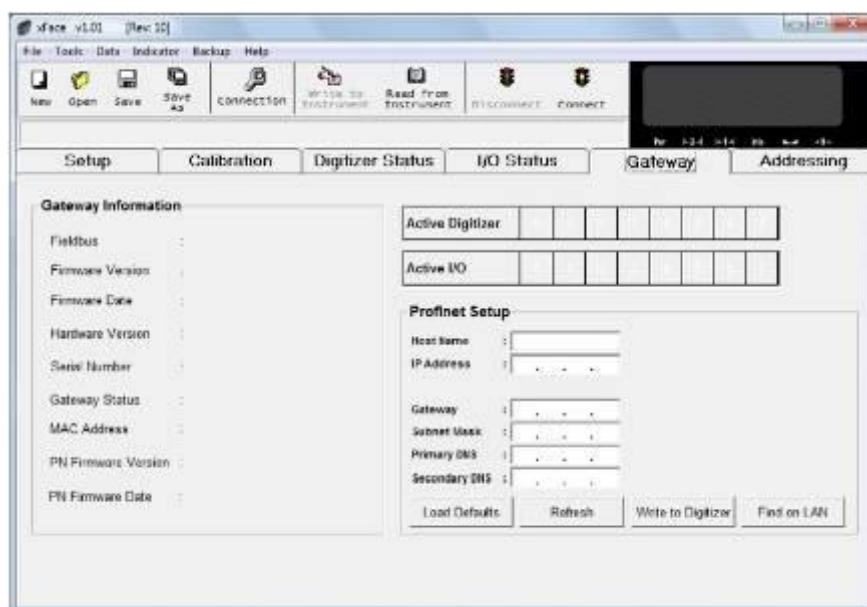 xFace v1.01 [Rev: 10]
File Tools Data Indicator Backup Help
New Open Save Save As Connection Write to Instrument Read from Instrument Disconnect Connect
Setup Calibration Digitizer Status I/O Status Gateway Addressing
Gateway Information
Fieldbus :
Firmware Version :
Firmware Date :
Hardware Version :
Serial Number :
Gateway Status :
MAC Address :
PN Firmware Version :
PN Firmware Date :
Active Digitizer
Active I/O
Profinet Setup
Host Name :
IP Address : . . .
Gateway : . . .
Subnet Mask : . . .
Primary DNS : . . .
Secondary DNS : . . .
Load Defaults Refresh Write to Digitizer Find on LAN